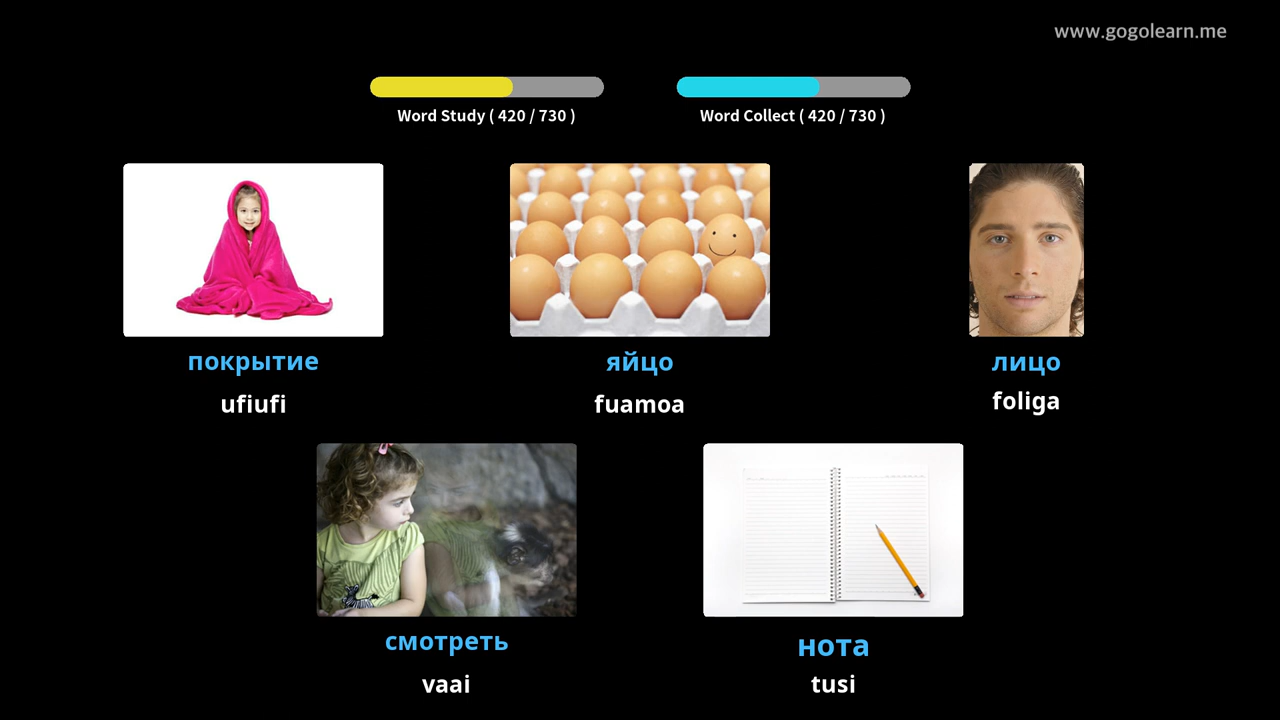 www.gogolearn.me
Word Study ( 420 / 730 )
Word Collect ( 420 / 730 )
покрытие
ufiufi
яйцо
fuamoa
лицо
foliga
смотреть
vaai
нота
tusi